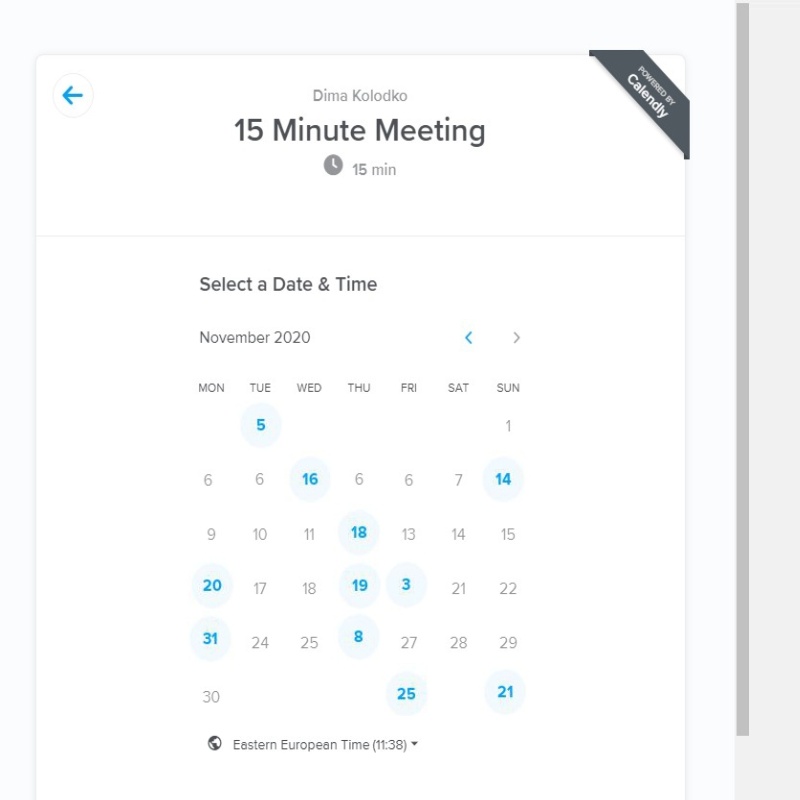 POWERED BY
Calendly
Dima Kolodko
15 Minute Meeting
15 min
Select a Date & Time
November 2020
MON TUE WED THU FRI SAT SUN
5 1
6 6 16 6 6 7 14
9 10 11 18 13 14 15
20 17 18 19 3 21 22
31 24 25 8 27 28 29
30 25 21
Eastern European Time (11:38)